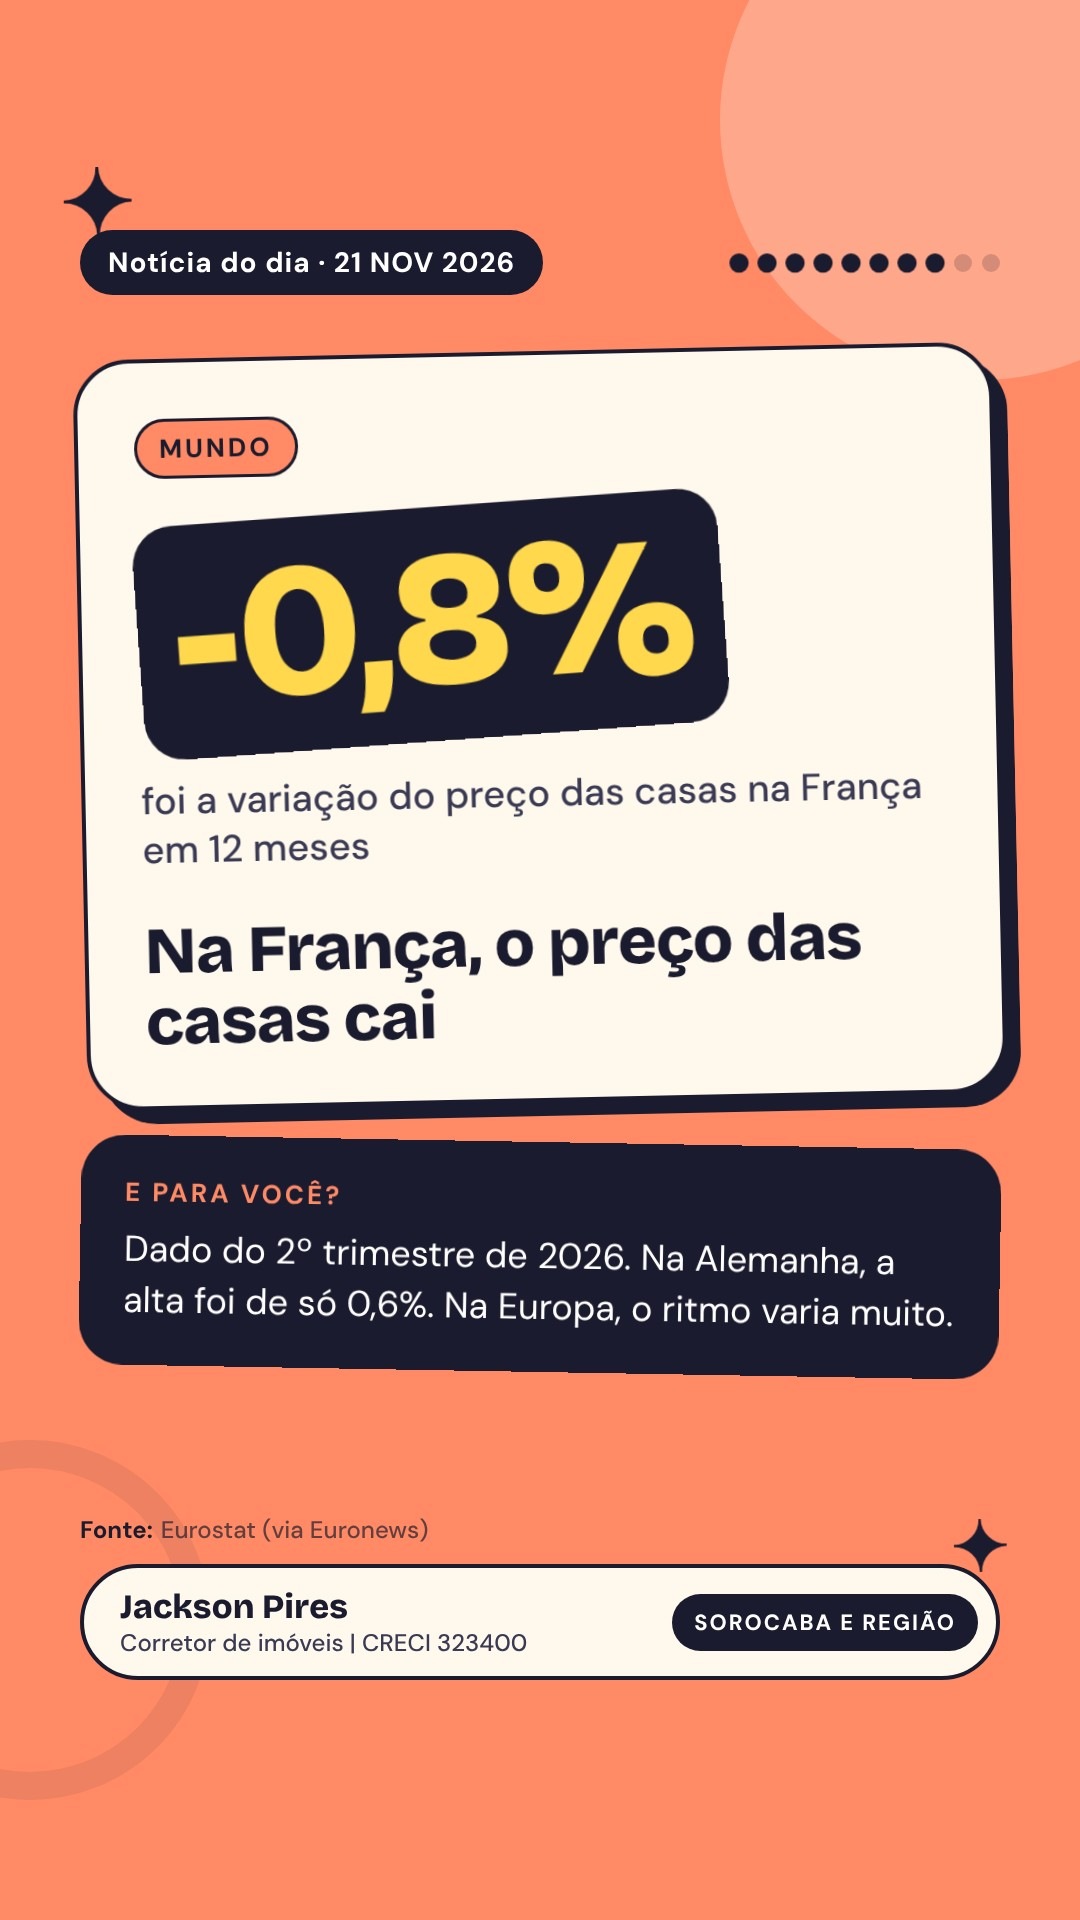 Notícia do dia · 21 NOV 2026
MUNDO
-0,8%
foi a variação do preço das casas na França
em 12 meses
Na França, o preço das
casas cai
E PARA VOCÊ?
Dado do 2º trimestre de 2026. Na Alemanha, a
alta foi de só 0,6%. Na Europa, o ritmo varia muito.
Fonte: Eurostat (via Euronews)
Jackson Pires
Corretor de imóveis | CRECI 323400
SOROCABA E REGIÃO